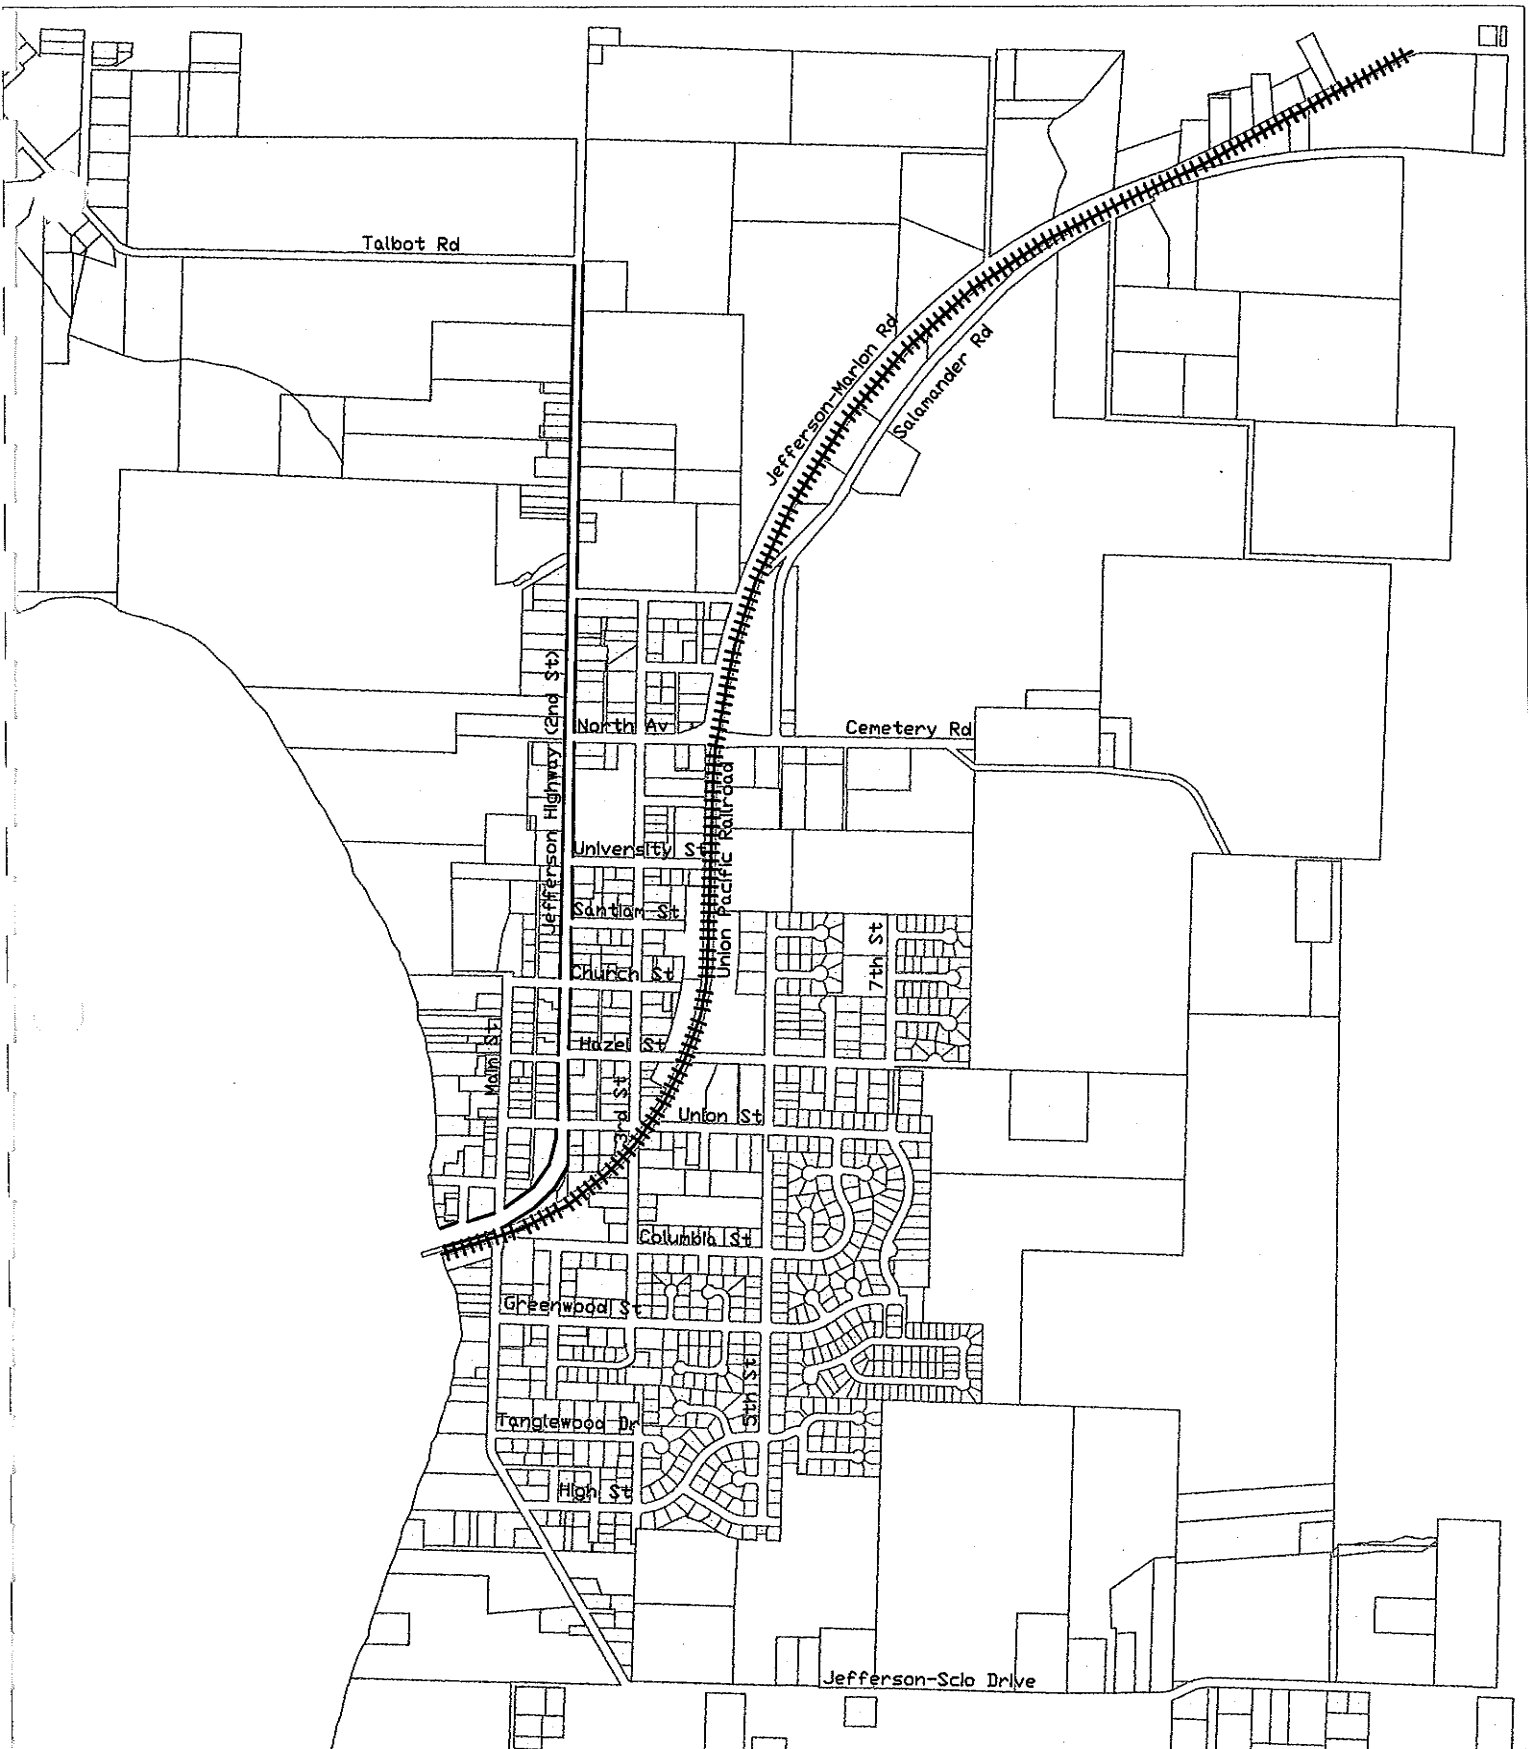 Talbot Rd
Jefferson-Marion Rd
Salamander Rd
Jefferson Highway (2nd St)
North Av
Cemetery Rd
Union Pacific Railroad
University St
Santiam St
7th St
Church St
Main St
Hazel St
3rd St
Union St
Columbia St
Greenwood St
5th St
Tanglewood Dr
High St
Jefferson-Scio Drive